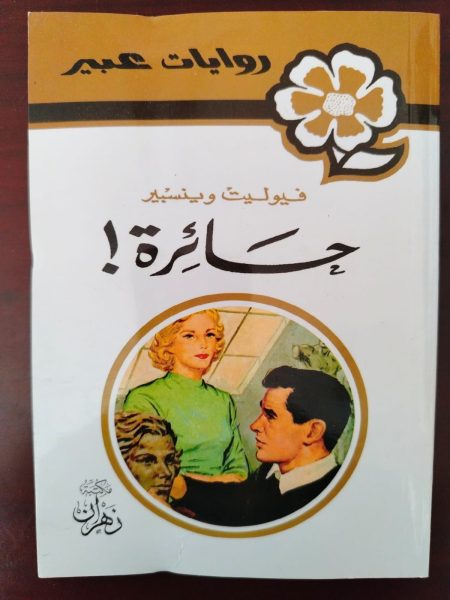 روايات عبير
فيوليت وينسبير
حائرة!
مكتبة
زهران